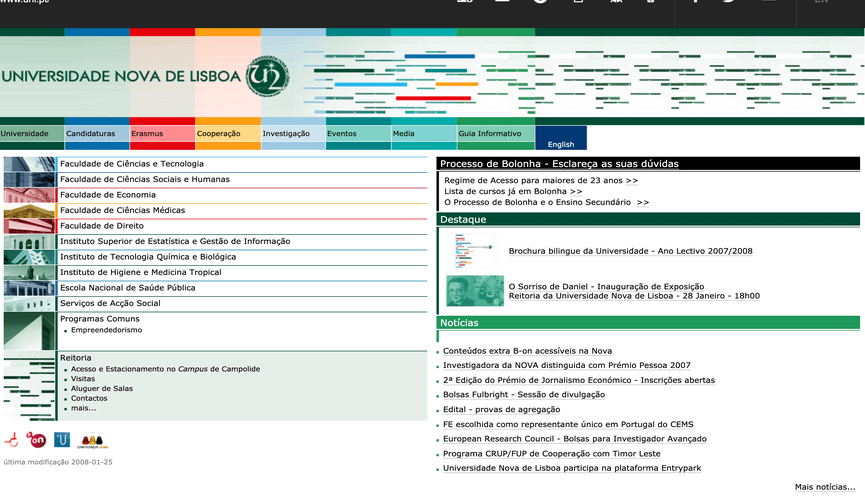 UNIVERSIDADE NOVA DE LISBOA
Universidade
Candidaturas
Erasmus
Cooperação
Investigação
Eventos
Media
Guia Informativo
English
Faculdade de Ciências e Tecnologia
Faculdade de Ciências Sociais e Humanas
Faculdade de Economia
Faculdade de Ciências Médicas
Faculdade de Direito
Instituto Superior de Estatística e Gestão de Informação
Instituto de Tecnologia Química e Biológica
Instituto de Higiene e Medicina Tropical
Escola Nacional de Saúde Pública
Serviços de Acção Social
Programas Comuns
Empreendedorismo
Reitoria
Acesso e Estacionamento no Campus de Campolide
Visitas
Aluguer de Salas
Contactos
mais...
última modificação 2008-01-25
Processo de Bolonha - Esclareça as suas dúvidas
Regime de Acesso para maiores de 23 anos >>
Lista de cursos já em Bolonha >>
O Processo de Bolonha e o Ensino Secundário >>
Destaque
Brochura bilingue da Universidade - Ano Lectivo 2007/2008
O Sorriso de Daniel - Inauguração de Exposição
Reitoria da Universidade Nova de Lisboa - 28 Janeiro - 18h00
Notícias
Conteúdos extra B-on acessíveis na Nova
Investigadora da NOVA distinguida com Prémio Pessoa 2007
2ª Edição do Prémio de Jornalismo Económico - Inscrições abertas
Bolsas Fulbright - Sessão de divulgação
Edital - provas de agregação
FE escolhida como representante único em Portugal do CEMS
European Research Council - Bolsas para Investigador Avançado
Programa CRUP/FUP de Cooperação com Timor Leste
Universidade Nova de Lisboa participa na plataforma Entrypark
Mais notícias...